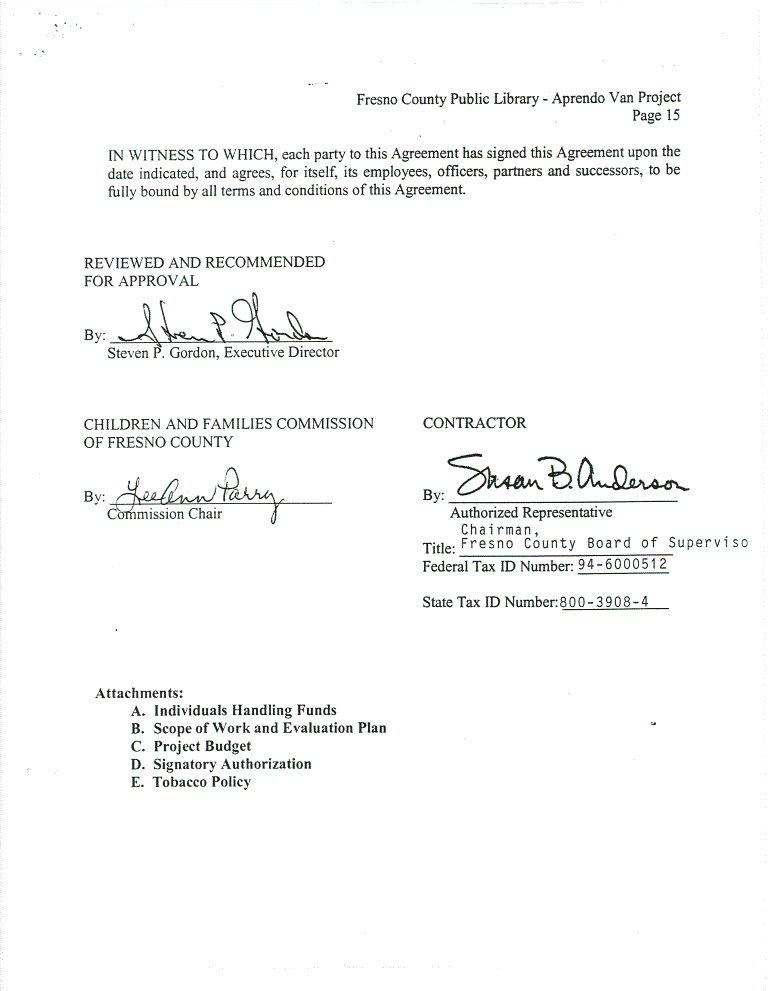 Fresno County Public Library - Aprendo Van Project
Page 15
IN WITNESS TO WHICH, each party to this Agreement has signed this Agreement upon the
date indicated, and agrees, for itself, its employees, officers, partners and successors, to be
fully bound by all terms and conditions of this Agreement.
REVIEWED AND RECOMMENDED
FOR APPROVAL
By: Steven P. Gordon
Steven P. Gordon, Executive Director
CHILDREN AND FAMILIES COMMISSION
OF FRESNO COUNTY
By: LeeAnn Parry
Commission Chair
CONTRACTOR
By: Susan B. Anderson
Authorized Representative
Chairman,
Title: Fresno County Board of Superviso
Federal Tax ID Number: 94-6000512
State Tax ID Number:800-3908-4
Attachments:
A. Individuals Handling Funds
B. Scope of Work and Evaluation Plan
C. Project Budget
D. Signatory Authorization
E. Tobacco Policy